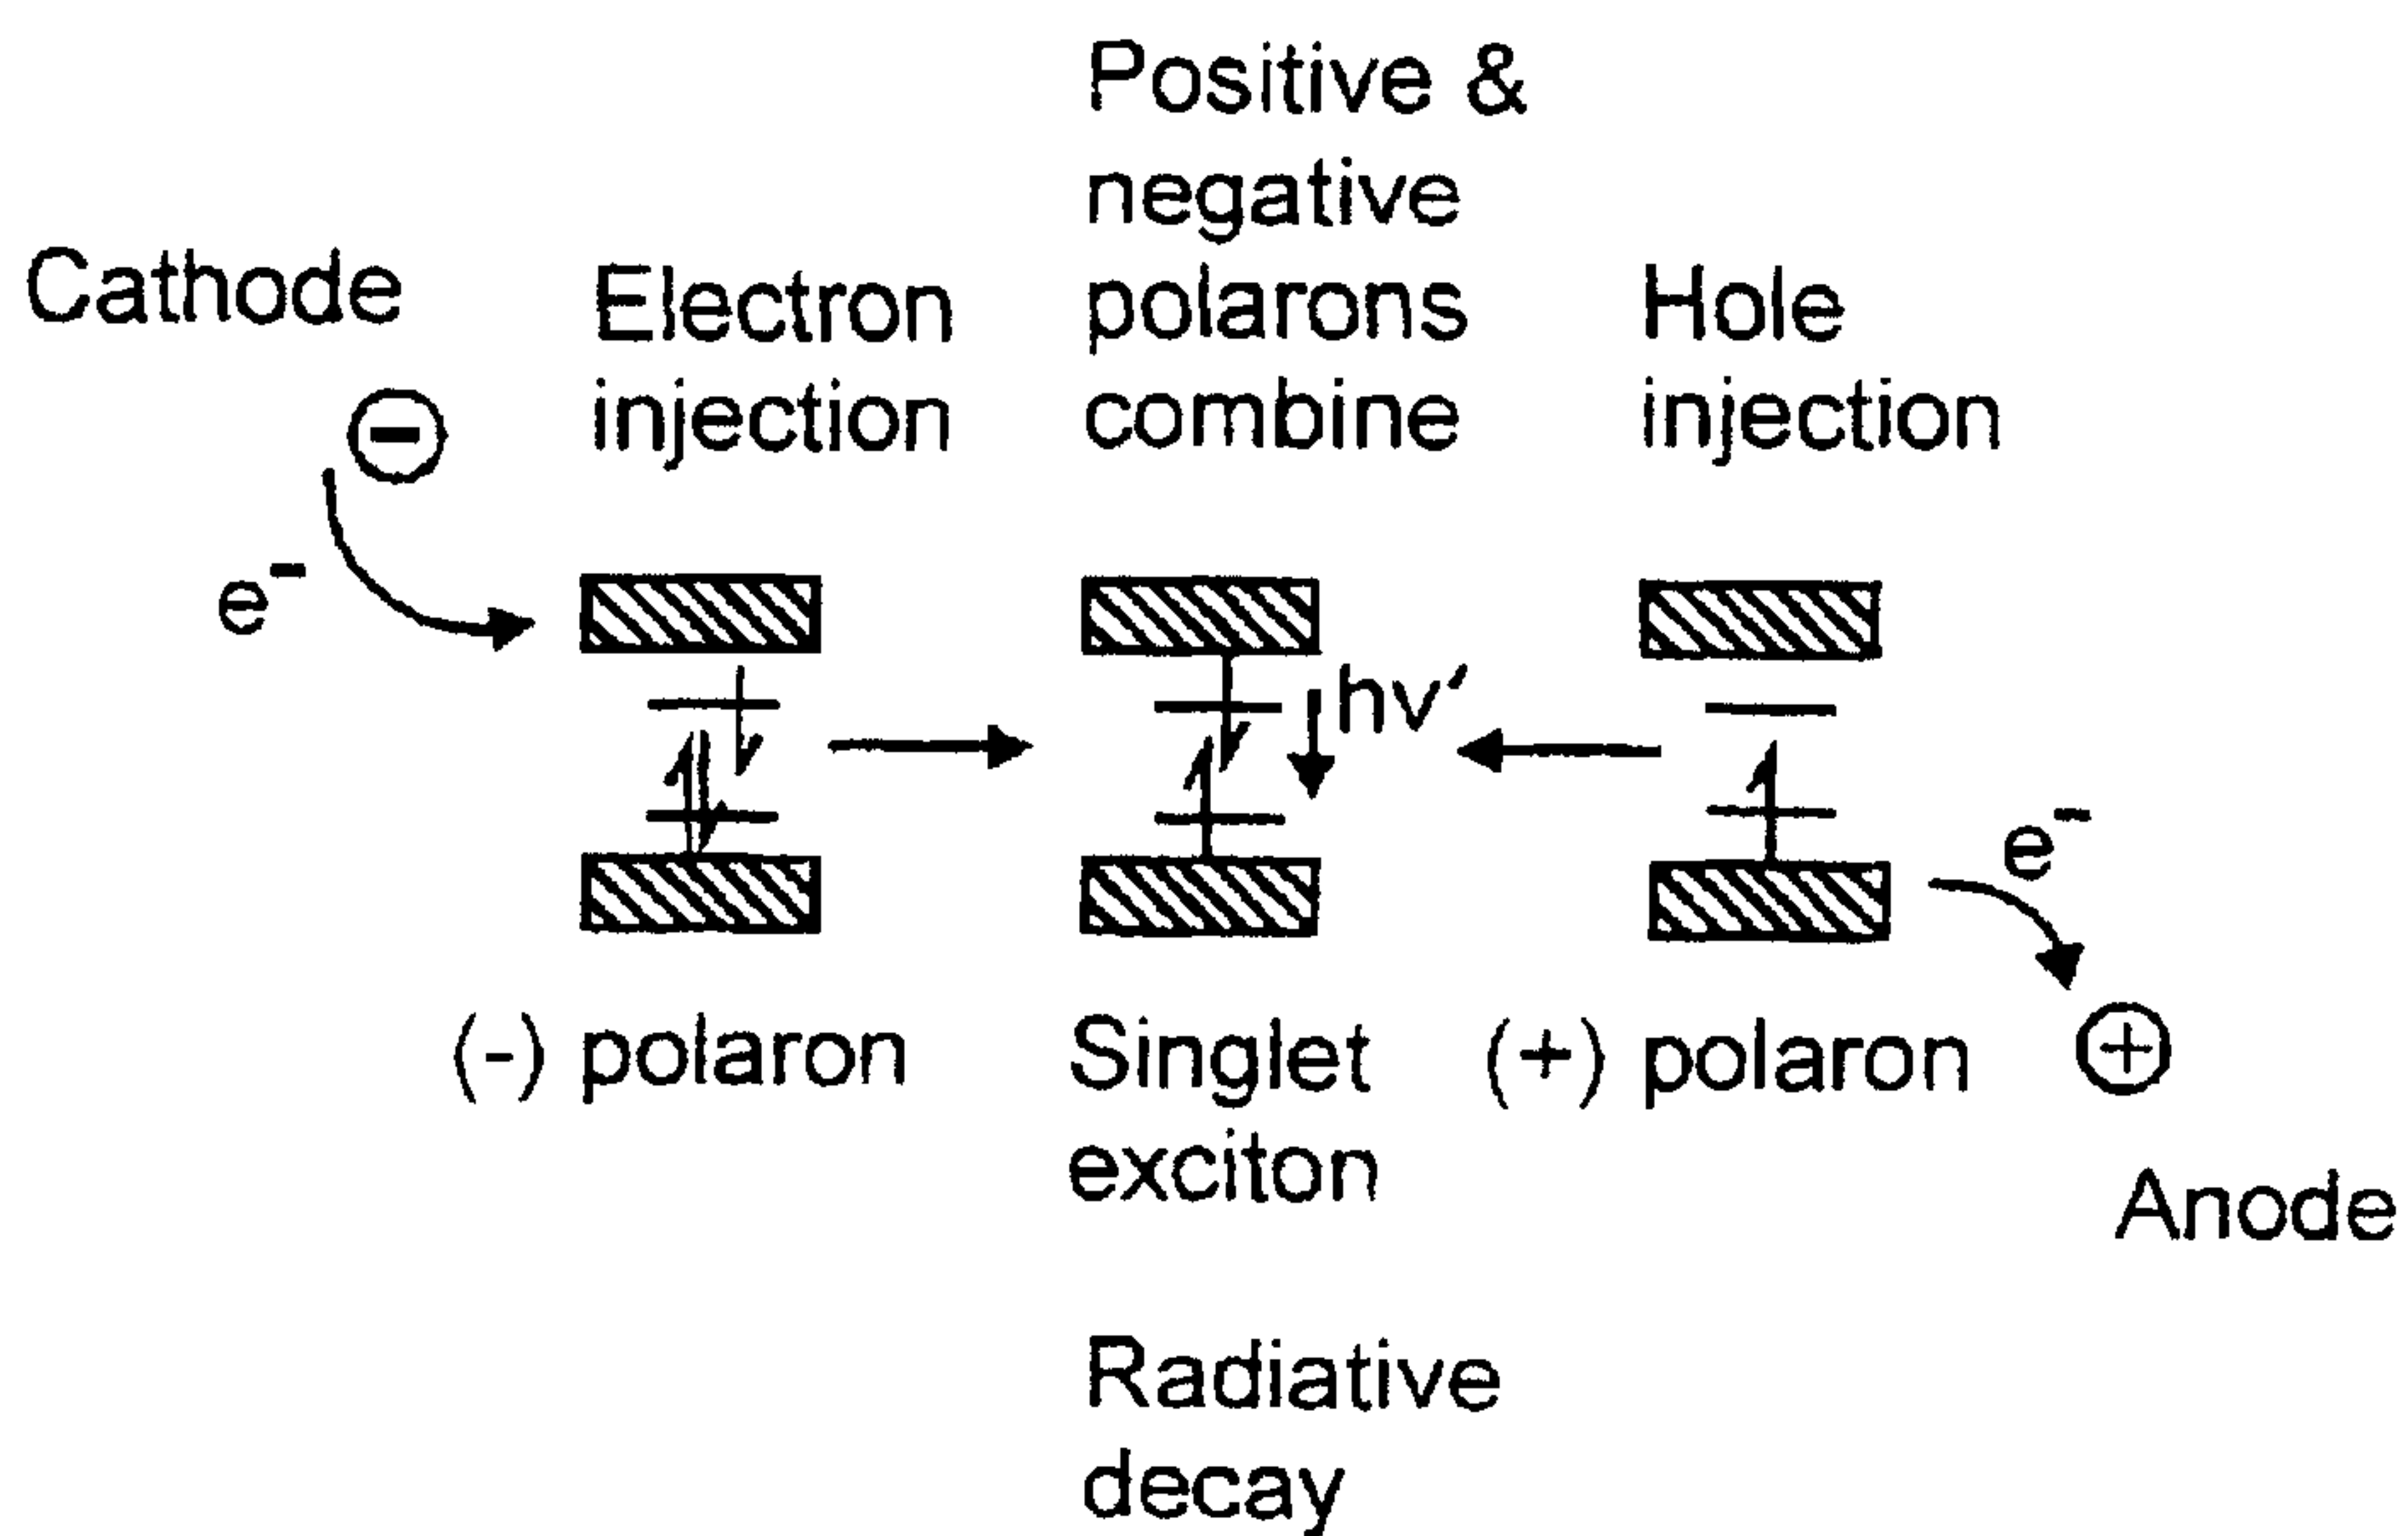 Cathode
⊖
e⁻
Electron
injection
Positive &
negative
polarons
combine
Hole
injection
hν′
e⁻
(-) polaron
Singlet
exciton
(+) polaron
⊕
Anode
Radiative
decay